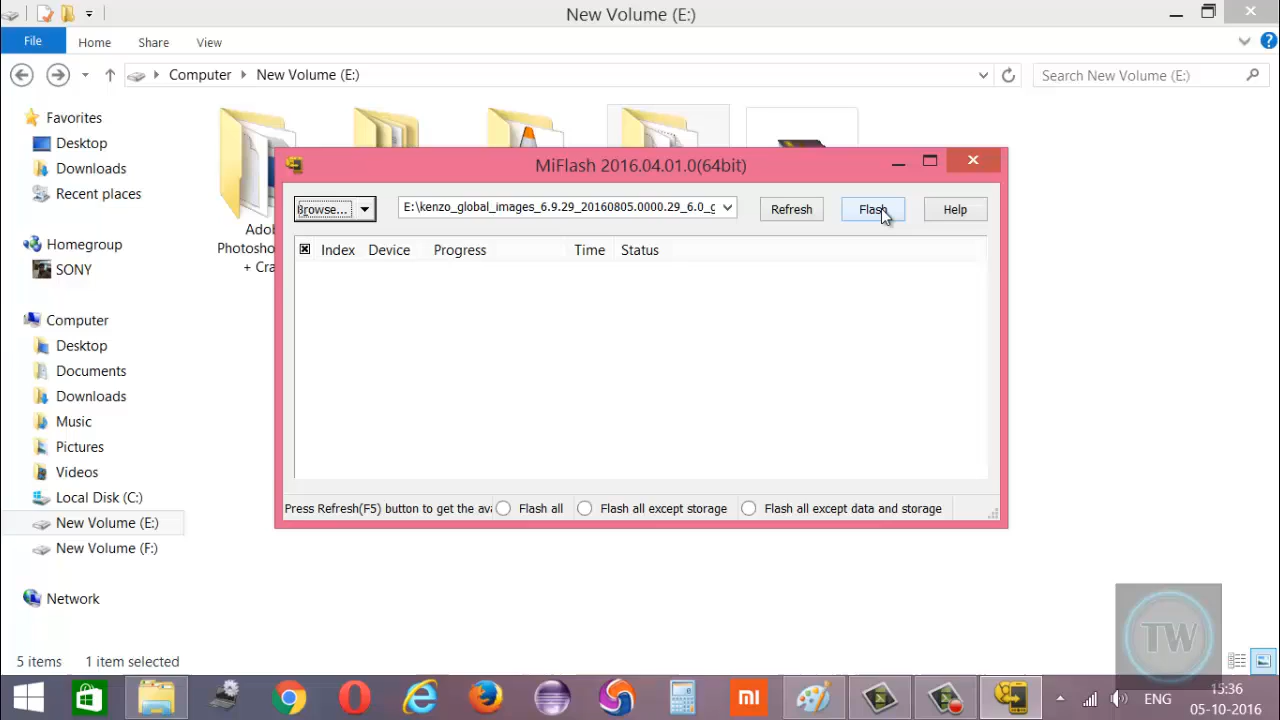 New Volume (E:)
File
Home
Share
View
Computer
New Volume (E:)
Search New Volume (E:)
Favorites
Desktop
Downloads
Recent places
Homegroup
SONY
Computer
Desktop
Documents
Downloads
Music
Pictures
Videos
Local Disk (C:)
New Volume (E:)
New Volume (F:)
Network
Photoshop
+ Cra
MiFlash 2016.04.01.0(64bit)
Browse...
E:\kenzo_global_images_6.9.29_20160805.0000.29_6.0_g
Refresh
Flash
Help
Index
Device
Progress
Time
Status
Press Refresh(F5) button to get the ava
Flash all
Flash all except storage
Flash all except data and storage
5 items
1 item selected
TW
ENG
15:36
05-10-2016